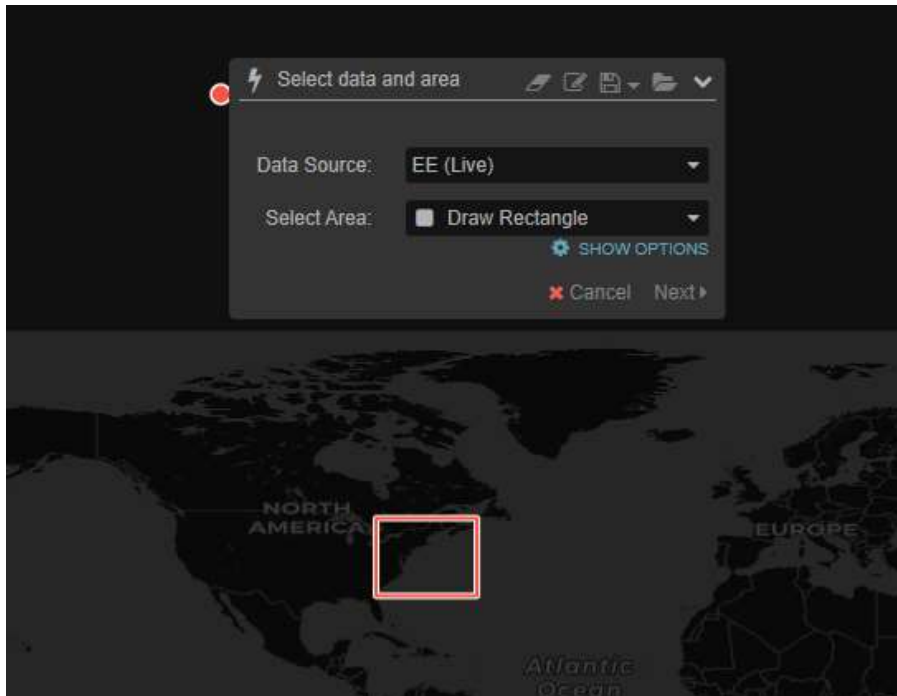 Select data and area
Data Source: EE (Live)
Select Area: Draw Rectangle
SHOW OPTIONS
Cancel Next
NORTH
AMERICA
EUROPE
Atlantic
Ocean